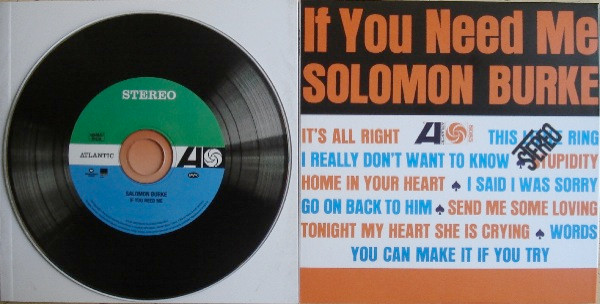 STEREO
ATLANTIC
SOLOMON BURKE
IF YOU NEED ME
If You Need Me
SOLOMON BURKE
IT'S ALL RIGHT
THIS RING
STEREO
I REALLY DON'T WANT TO KNOW
HOME IN YOUR HEART ♠ I SAID I WAS SORRY
GO ON BACK TO HIM ♠ SEND ME SOME LOVING
TONIGHT MY HEART SHE IS CRYING ♠ WORDS
YOU CAN MAKE IT IF YOU TRY